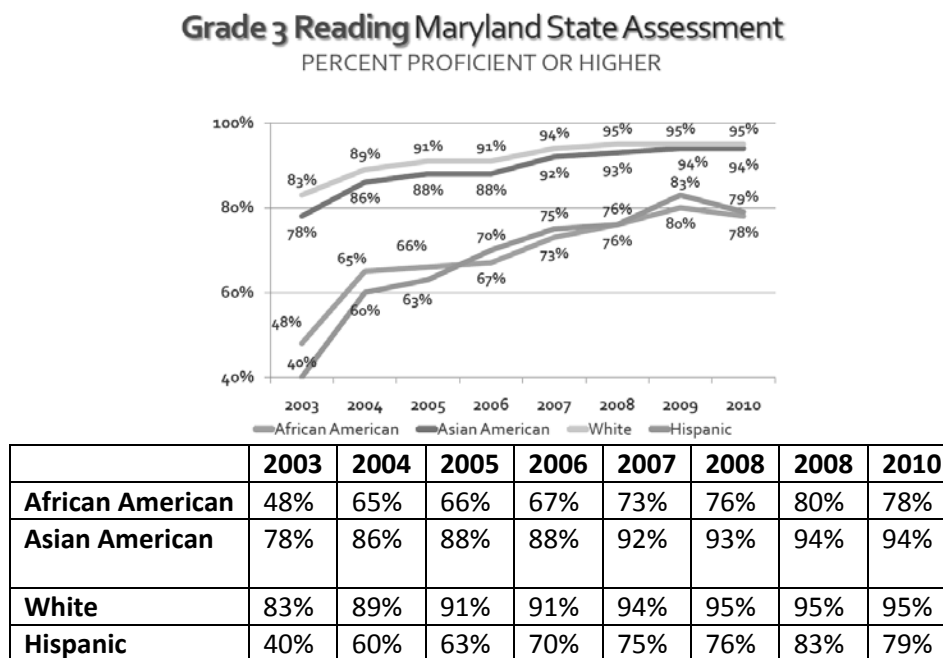 Grade 3 Reading Maryland State Assessment
PERCENT PROFICIENT OR HIGHER
100%
80%
60%
40%
83% 89% 91% 91% 94% 95% 95% 95%
78% 86% 88% 88% 92% 93% 94% 94%
48% 65% 66% 67% 73% 76% 80% 78%
40% 60% 63% 70% 75% 76% 83% 79%
2003 2004 2005 2006 2007 2008 2009 2010
African American Asian American White Hispanic
2003 2004 2005 2006 2007 2008 2008 2010
African American 48% 65% 66% 67% 73% 76% 80% 78%
Asian American 78% 86% 88% 88% 92% 93% 94% 94%
White 83% 89% 91% 91% 94% 95% 95% 95%
Hispanic 40% 60% 63% 70% 75% 76% 83% 79%